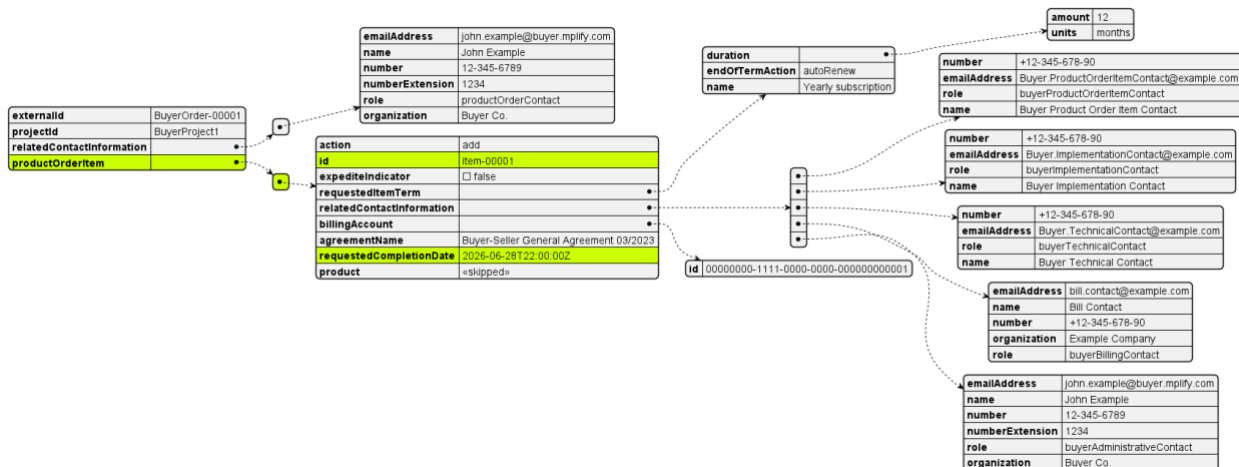 externalId BuyerOrder-00001
projectId BuyerProject1
relatedContactInformation
productOrderItem
emailAddress john.example@buyer.mplify.com
name John Example
number 12-345-6789
numberExtension 1234
role productOrderContact
organization Buyer Co.
action add
id item-00001
expediteIndicator ☐ false
requestedItemTerm
relatedContactInformation
billingAccount
agreementName Buyer-Seller General Agreement 03/2023
requestedCompletionDate 2026-06-28T22:00:00Z
product «skipped»
duration
endOfTermAction autoRenew
name Yearly subscription
amount 12
units months
id 00000000-1111-0000-0000-000000000001
number +12-345-678-90
emailAddress Buyer.ProductOrderItemContact@example.com
role buyerProductOrderItemContact
name Buyer Product Order Item Contact
number +12-345-678-90
emailAddress Buyer.ImplementationContact@example.com
role buyerImplementationContact
name Buyer Implementation Contact
number +12-345-678-90
emailAddress Buyer.TechnicalContact@example.com
role buyerTechnicalContact
name Buyer Technical Contact
emailAddress bill.contact@example.com
name Bill Contact
number +12-345-678-90
organization Example Company
role buyerBillingContact
emailAddress john.example@buyer.mplify.com
name John Example
number 12-345-6789
numberExtension 1234
role buyerAdministrativeContact
organization Buyer Co.